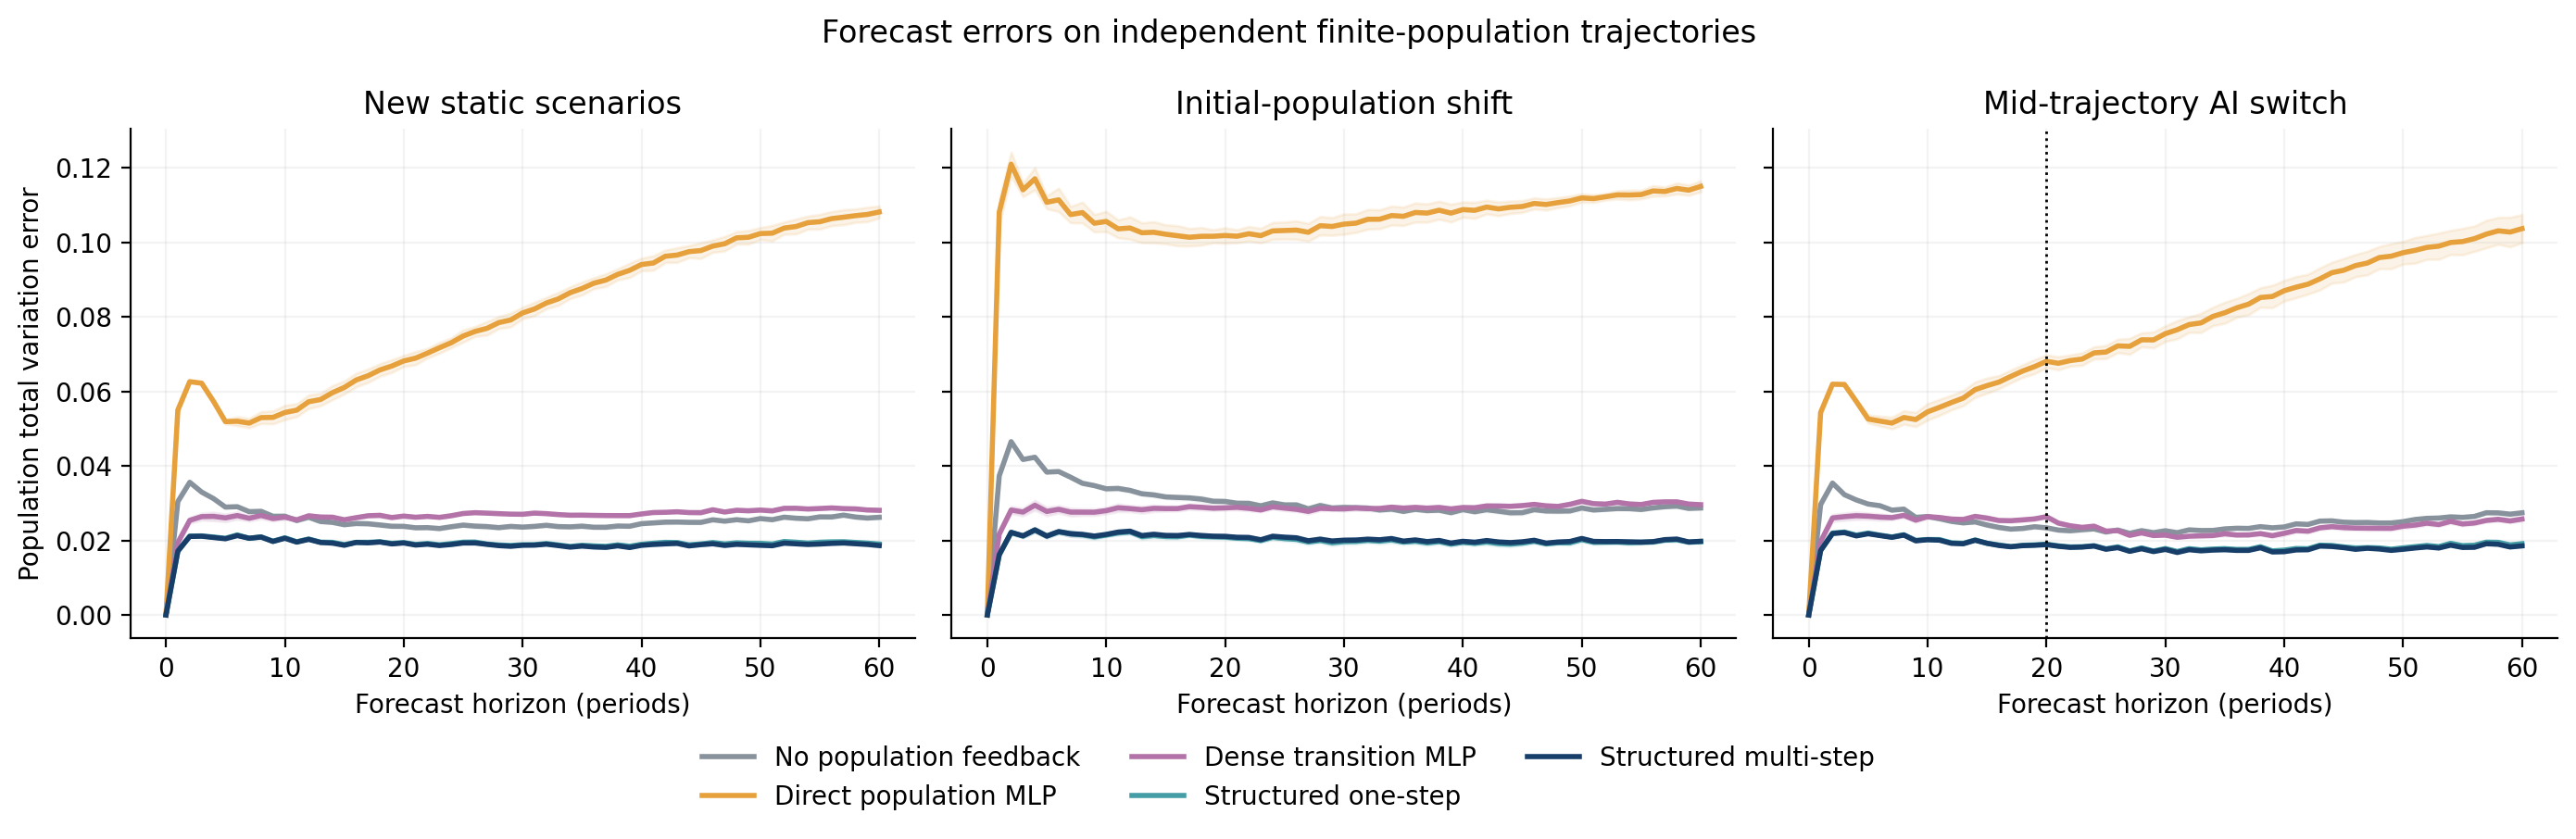 Forecast errors on independent finite-population trajectories
New static scenarios
Initial-population shift
Mid-trajectory AI switch
Population total variation error
0.12
0.10
0.08
0.06
0.04
0.02
0.00
0 10 20 30 40 50 60
0 10 20 30 40 50 60
0 10 20 30 40 50 60
Forecast horizon (periods)
Forecast horizon (periods)
Forecast horizon (periods)
No population feedback
Direct population MLP
Dense transition MLP
Structured one-step
Structured multi-step